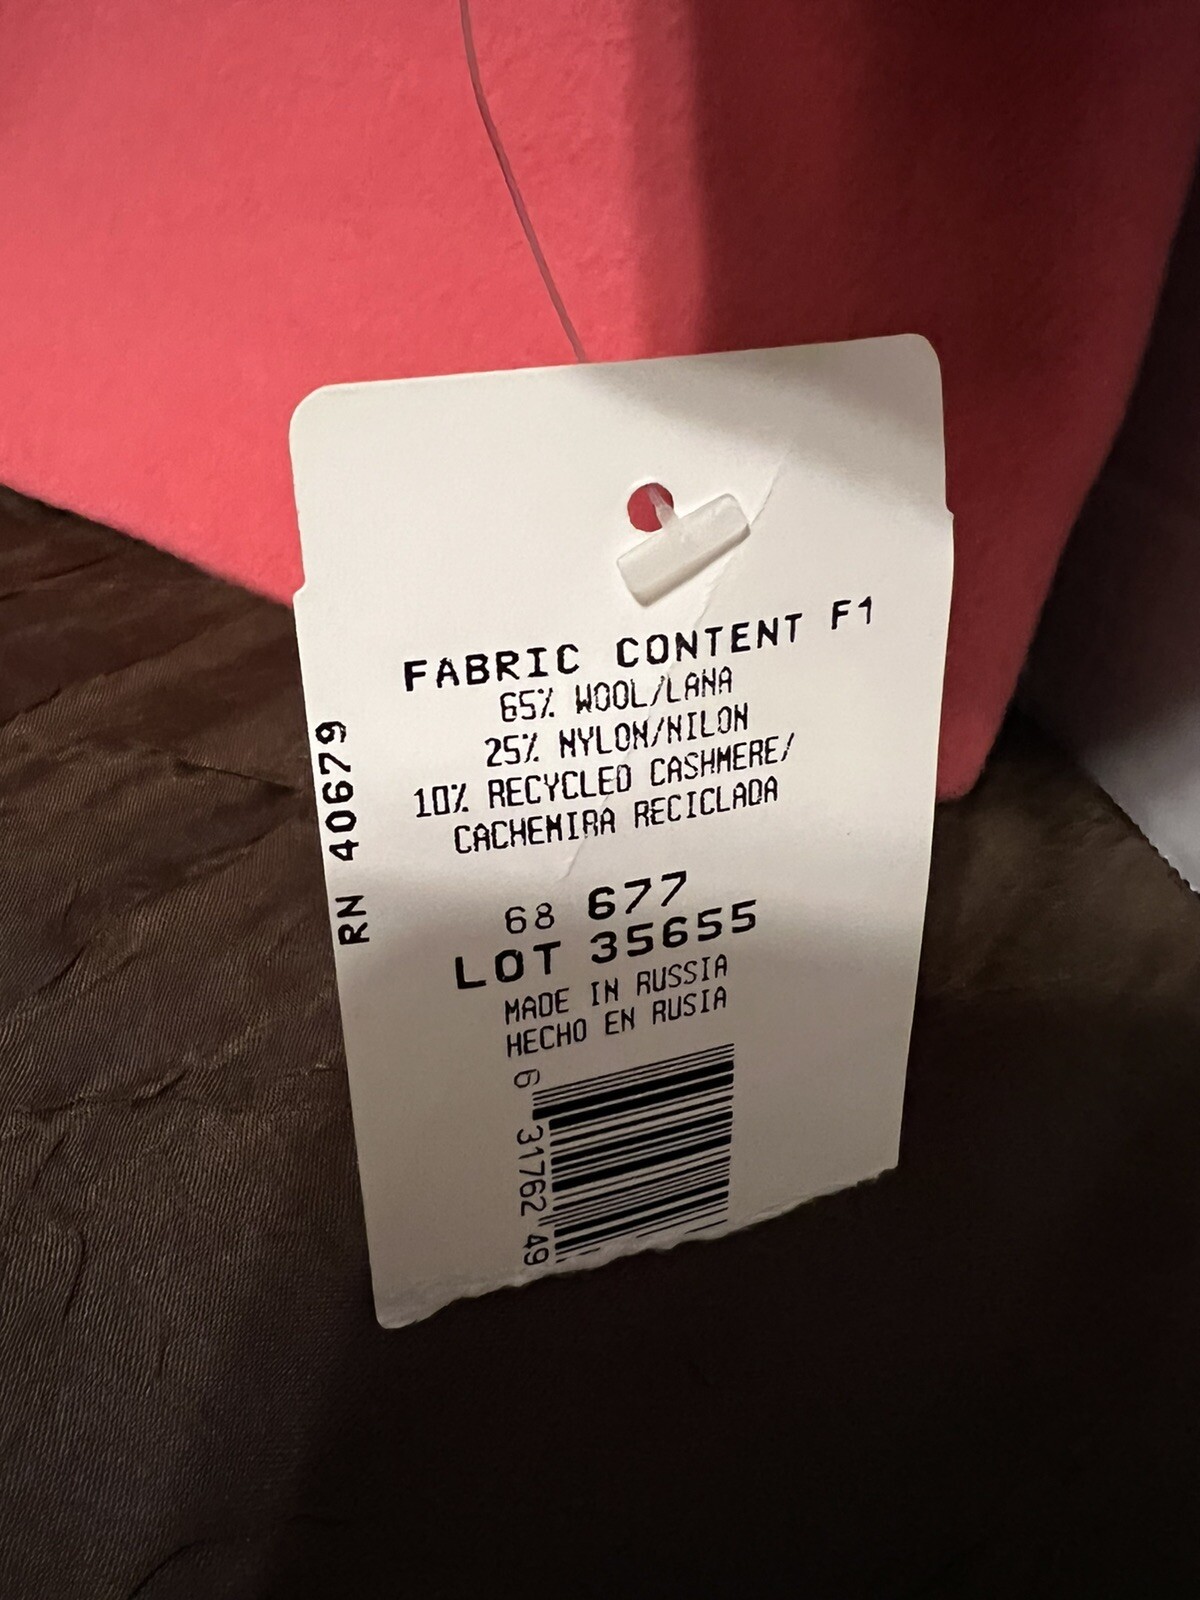 FABRIC CONTENT F1
65% WOOL/LANA
25% NYLON/NILON
10% RECYCLED CASHMERE/
CACHEMIRA RECICLADA
RN 40679
68 677
LOT 35655
MADE IN RUSSIA
HECHO EN RUSIA
6 31762 49